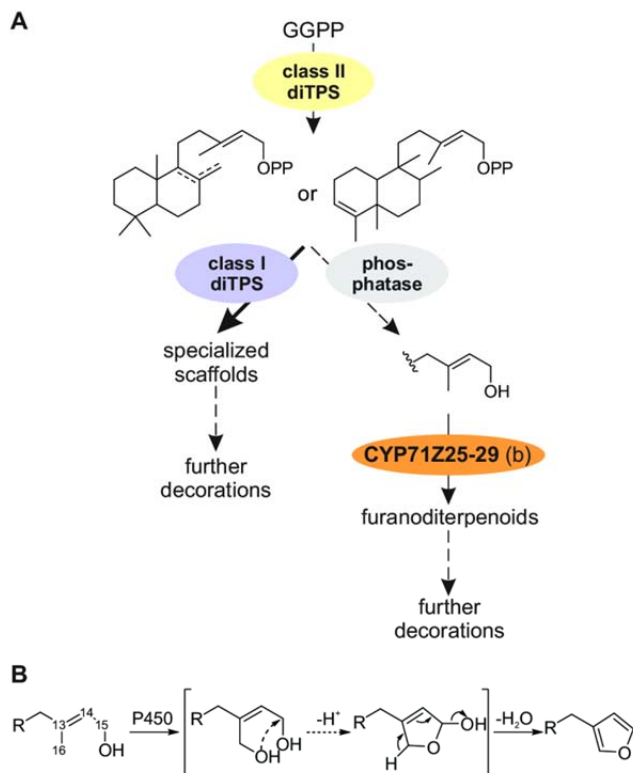 A
GGPP
class II
diTPS
OPP
or
OPP
class I
diTPS
phos-
phatase
specialized
scaffolds
OH
further
decorations
CYP71Z25-29 (b)
furanoditerpenoids
further
decorations
B
R 13 14 15 16 OH
P450
R OH OH
-H⁺
R H O OH
-H₂O
R O